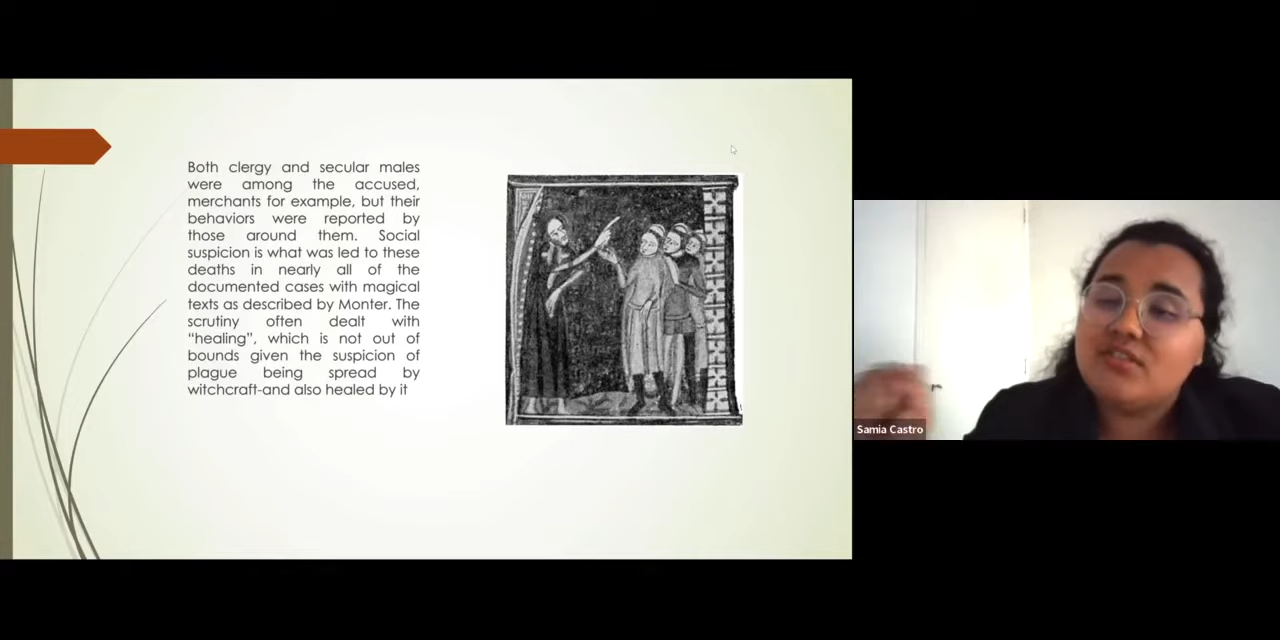 Both clergy and secular males
were among the accused,
merchants for example, but their
behaviors were reported by
those around them. Social
suspicion is what was led to these
deaths in nearly all of the
documented cases with magical
texts as described by Monter. The
scrutiny often dealt with
“healing”, which is not out of
bounds given the suspicion of
plague being spread by
witchcraft-and also healed by it
Samia Castro